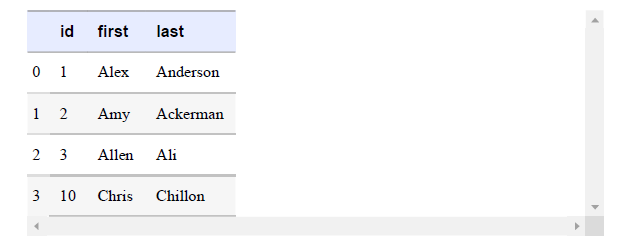 id first last
0 1 Alex Anderson
1 2 Amy Ackerman
2 3 Allen Ali
3 10 Chris Chillon